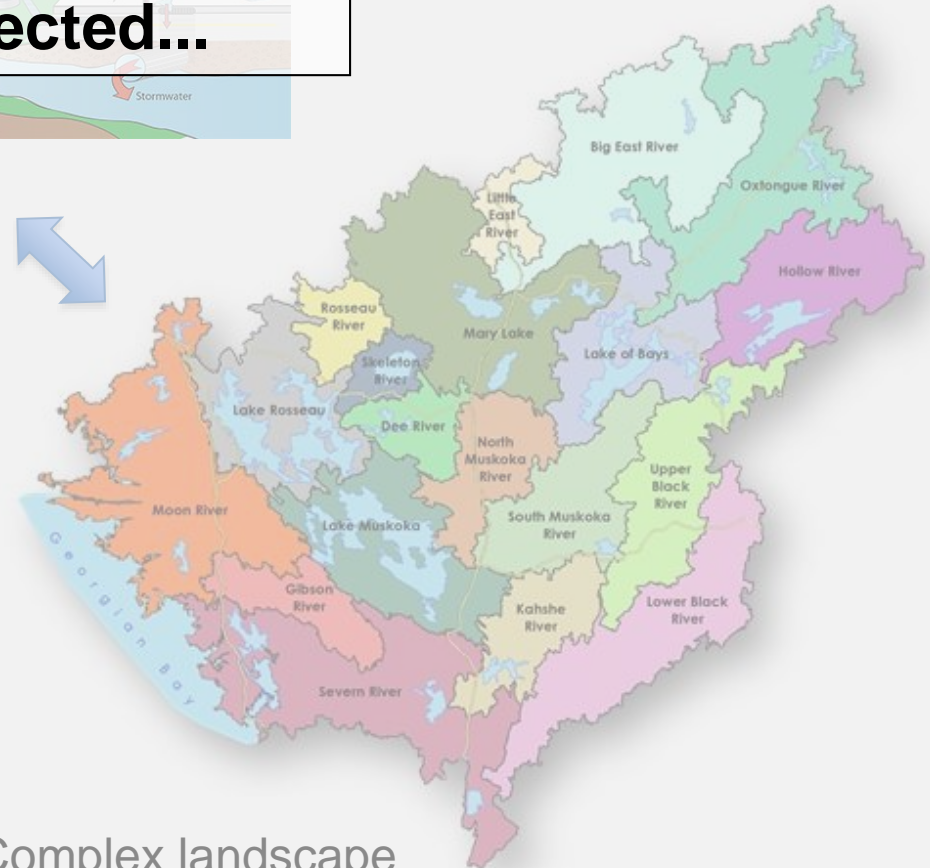 ected...
Stormwater
Big East River
Oxtongue River
Little
East
River
Hollow River
Rosseau
River
Mary Lake
Lake of Bays
Skeleton
River
Lake Rosseau
Dee River
North
Muskoka
River
Upper
Black
River
Moon River
Lake Muskoka
South Muskoka
River
Georgian Bay
Gibson
River
Kahshe
River
Lower Black
River
Severn River
Complex landscape